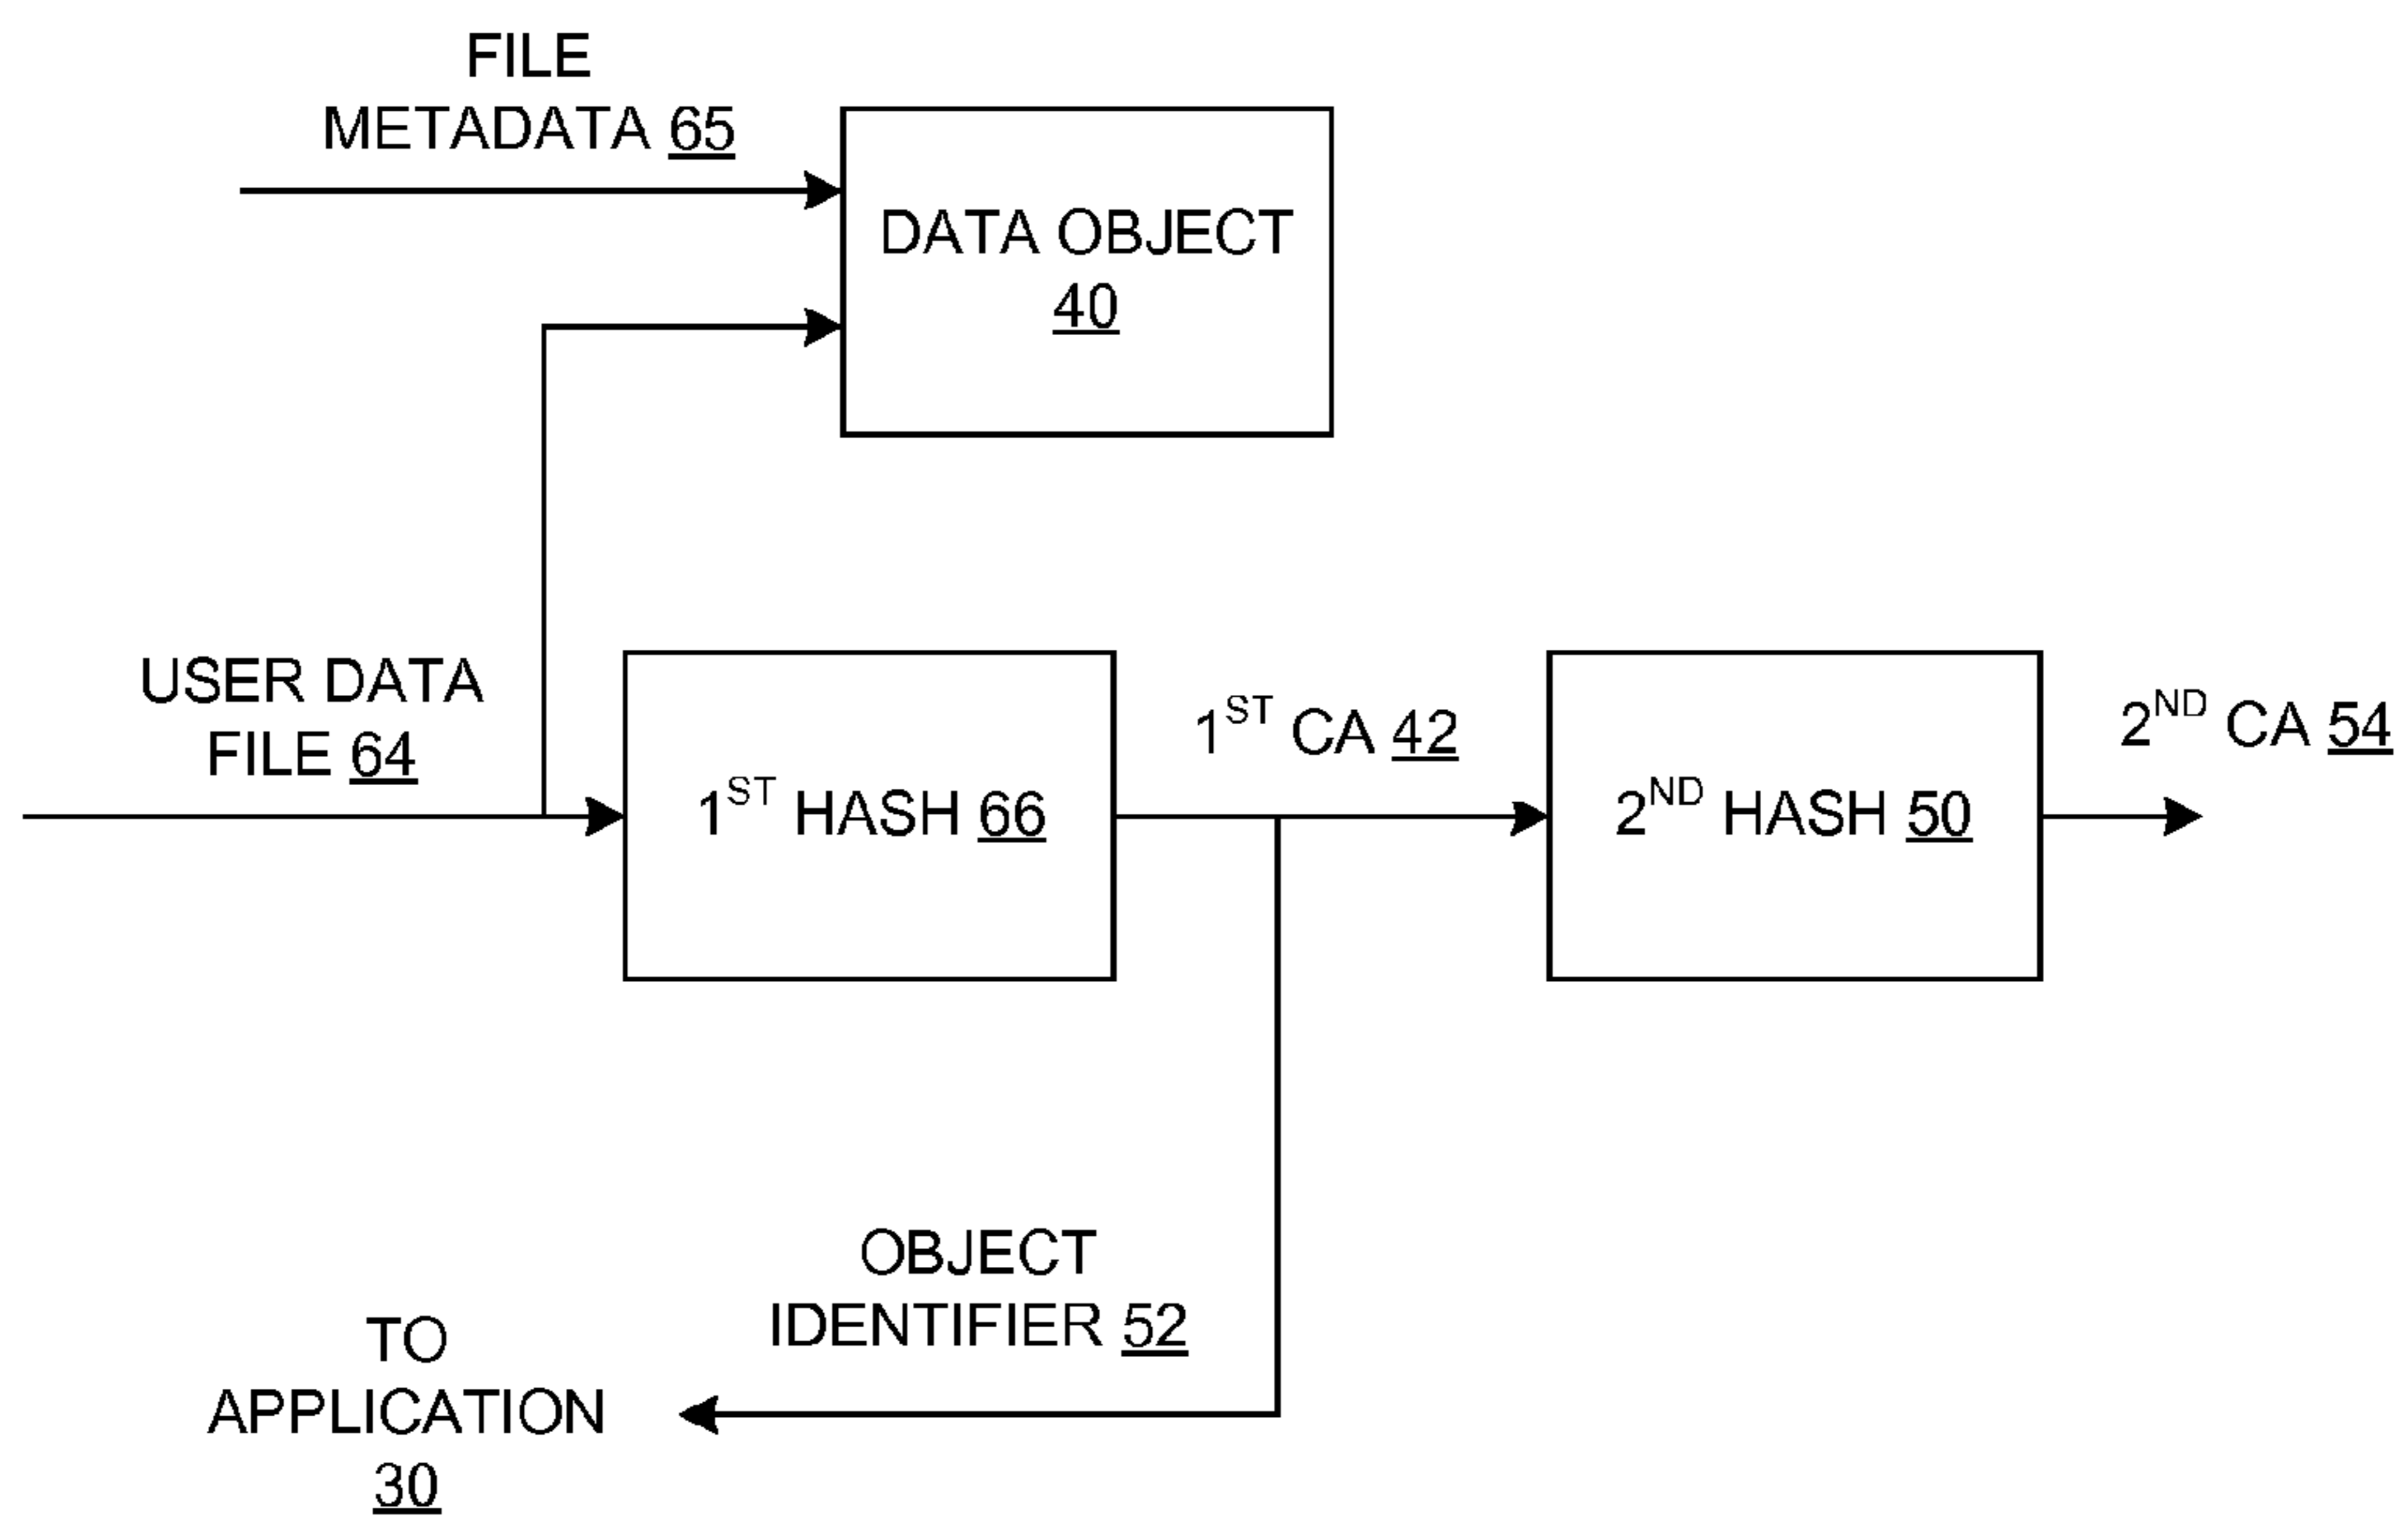 FILE
METADATA 65
DATA OBJECT
40
USER DATA
FILE 64
1ST HASH 66
1ST CA 42
2ND HASH 50
2ND CA 54
OBJECT
IDENTIFIER 52
TO
APPLICATION
30